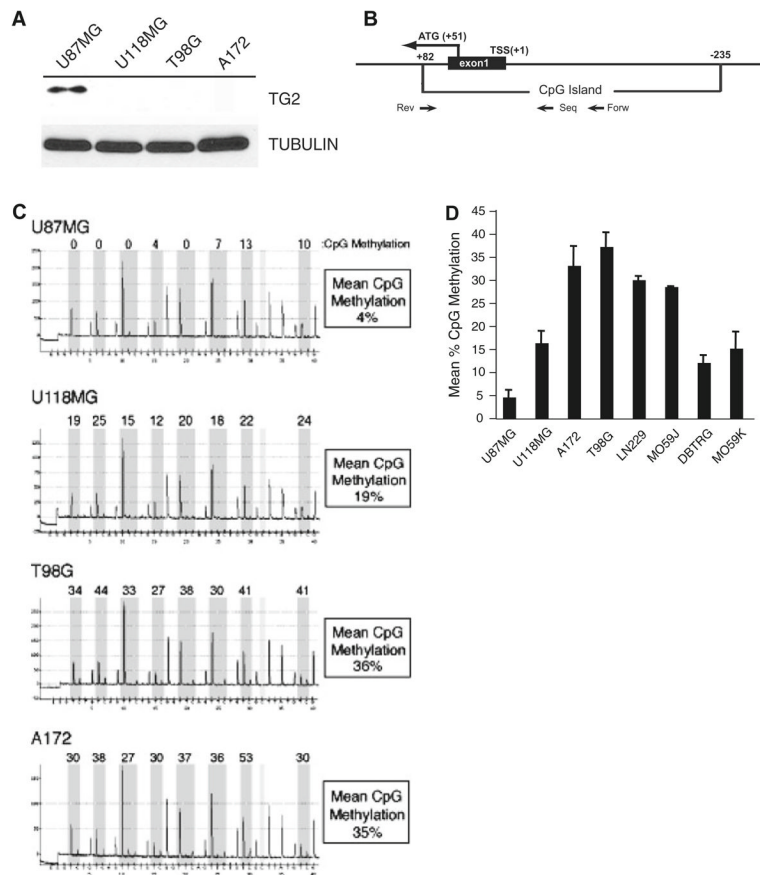 A
U87MG
U118MG
T98G
A172
TG2
TUBULIN
B
ATG (+51)
TSS(+1)
+82
exon1
-235
CpG Island
Rev
Seq
Forw
C
U87MG
0 0 0 4 0 7 13 10 :CpG Methylation
Mean CpG
Methylation
4%
U118MG
19 25 15 12 20 18 22 24
Mean CpG
Methylation
19%
T98G
34 44 33 27 38 30 41 41
Mean CpG
Methylation
36%
A172
30 38 27 30 37 36 53 30
Mean CpG
Methylation
35%
D
Mean % CpG Methylation
45
40
35
30
25
20
15
10
5
0
U87MG
U118MG
A172
T98G
LN229
MO59J
DBTRG
MO59K